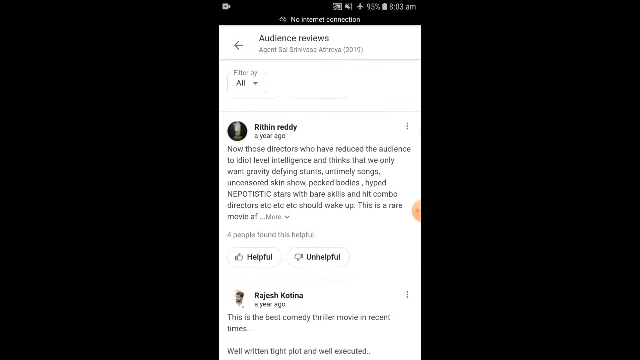 95% 8:03 am
No internet connection
Audience reviews
Agent Sai Srinivasa Athreya (2019)
Filter by
All
Rithin reddy
a year ago
Now those directors who have reduced the audience
to idiot level intelligence and thinks that we only
want gravity defying stunts, untimely songs,
uncensored skin show, pecked bodies , hyped
NEPOTISTIC stars with bare skills and hit combo
directors etc etc etc should wake up. This is a rare
movie af ...More
4 people found this helpful.
Helpful Unhelpful
Rajesh Kotina
a year ago
This is the best comedy thriller movie in recent
times...
Well written tight plot and well executed..